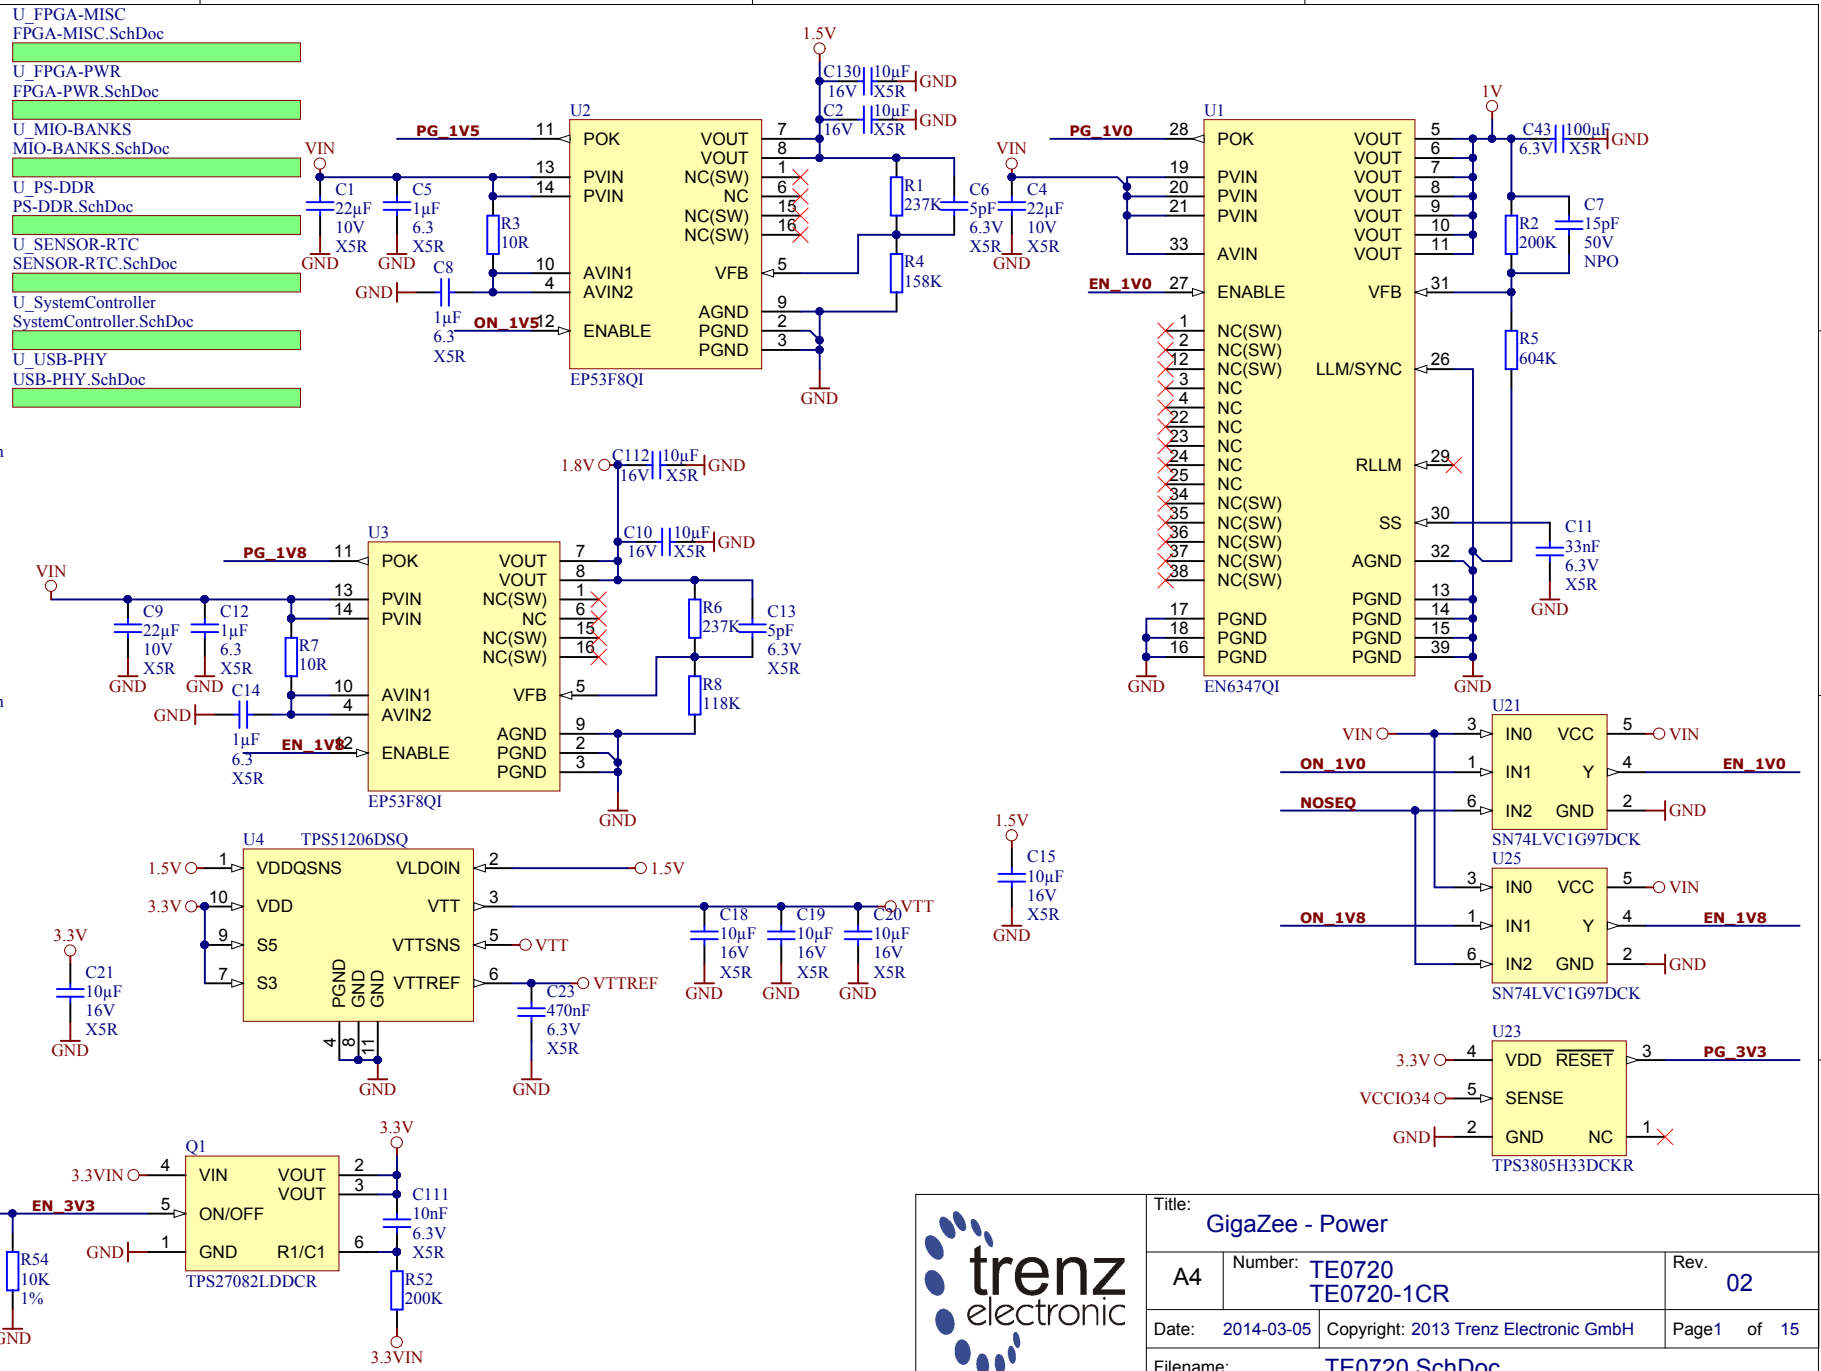 U_FPGA-MISC
FPGA-MISC.SchDoc
U_FPGA-PWR
FPGA-PWR.SchDoc
U_MIO-BANKS
MIO-BANKS.SchDoc
U_PS-DDR
PS-DDR.SchDoc
U_SENSOR-RTC
SENSOR-RTC.SchDoc
U_SystemController
SystemController.SchDoc
U_USB-PHY
USB-PHY.SchDoc
1.5V
C130 10µF GND
16V X5R
C2 10µF GND
16V X5R
U2
PG_1V5 11 POK VOUT 7
VOUT 8
VIN
13 PVIN NC(SW) 1
14 PVIN NC 6
NC(SW) 15
NC(SW) 16
C1
22µF
10V
X5R
GND
C5
1µF
6.3
X5R
GND
R3
10R
R1
237K
C6
5pF
6.3V
X5R
10 AVIN1 VFB 5
4 AVIN2
C8
GND
1µF
6.3
X5R
R4
158K
AGND 9
ON_1V5 12 ENABLE PGND 2
PGND 3
EP53F8QI
GND
1V
U1
C43 100µF GND
6.3V X5R
PG_1V0 28 POK VOUT 5
VOUT 6
VIN
19 PVIN VOUT 7
20 PVIN VOUT 8
21 PVIN VOUT 9
VOUT 10
33 AVIN VOUT 11
C4
22µF
10V
X5R
GND
R2
200K
C7
15pF
50V
NPO
EN_1V0 27 ENABLE VFB 31
1 NC(SW)
2 NC(SW)
12 NC(SW) LLM/SYNC 26
3 NC
4 NC
22 NC
23 NC
24 NC RLLM 29
25 NC
34 NC(SW)
35 NC(SW) SS 30
36 NC(SW)
37 NC(SW) AGND 32
38 NC(SW)
PGND 13
17 PGND PGND 14
18 PGND PGND 15
16 PGND PGND 39
R5
604K
C11
33nF
6.3V
X5R
GND
GND
EN6347QI
GND
1.8V
C112 10µF GND
16V X5R
C10 10µF GND
16V X5R
U3
PG_1V8 11 POK VOUT 7
VOUT 8
VIN
13 PVIN NC(SW) 1
14 PVIN NC 6
NC(SW) 15
NC(SW) 16
C9
22µF
10V
X5R
GND
C12
1µF
6.3
X5R
GND
R7
10R
R6
237K
C13
5pF
6.3V
X5R
10 AVIN1 VFB 5
4 AVIN2
C14
GND
1µF
6.3
X5R
R8
118K
AGND 9
EN_1V8 12 ENABLE PGND 2
PGND 3
EP53F8QI
GND
U21
VIN 3 IN0 VCC 5 VIN
ON_1V0 1 IN1 Y 4 EN_1V0
NOSEQ 6 IN2 GND 2 GND
SN74LVC1G97DCK
U25
3 IN0 VCC 5 VIN
ON_1V8 1 IN1 Y 4 EN_1V8
6 IN2 GND 2 GND
SN74LVC1G97DCK
U4 TPS51206DSQ
1.5V 1 VDDQSNS VLDOIN 2 1.5V
3.3V 10 VDD VTT 3 VTT
9 S5 VTTSNS 5 VTT
7 S3 VTTREF 6 VTTREF
PGND GND GND
4 8 11
GND
3.3V
C21
10µF
16V
X5R
GND
C23
470nF
6.3V
X5R
GND
C18
10µF
16V
X5R
GND
C19
10µF
16V
X5R
GND
C20
10µF
16V
X5R
GND
1.5V
C15
10µF
16V
X5R
GND
U23
3.3V 4 VDD RESET 3 PG_3V3
VCCIO34 5 SENSE
GND 2 GND NC 1
TPS3805H33DCKR
3.3V
Q1
3.3VIN 4 VIN VOUT 2
VOUT 3
EN_3V3 5 ON/OFF
GND 1 GND R1/C1 6
TPS27082LDDCR
C111
10nF
6.3V
X5R
R52
200K
3.3VIN
R54
10K
1%
GND
trenz
electronic
Title:
GigaZee - Power
A4
Number: TE0720
TE0720-1CR
Rev.
02
Date: 2014-03-05
Copyright: 2013 Trenz Electronic GmbH
Page1 of 15
Filename: TE0720.SchDoc